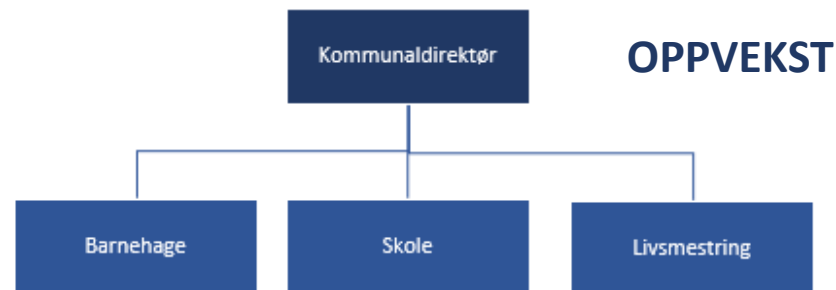 Kommunaldirektør
OPPVEKST
Barnehage
Skole
Livsmestring